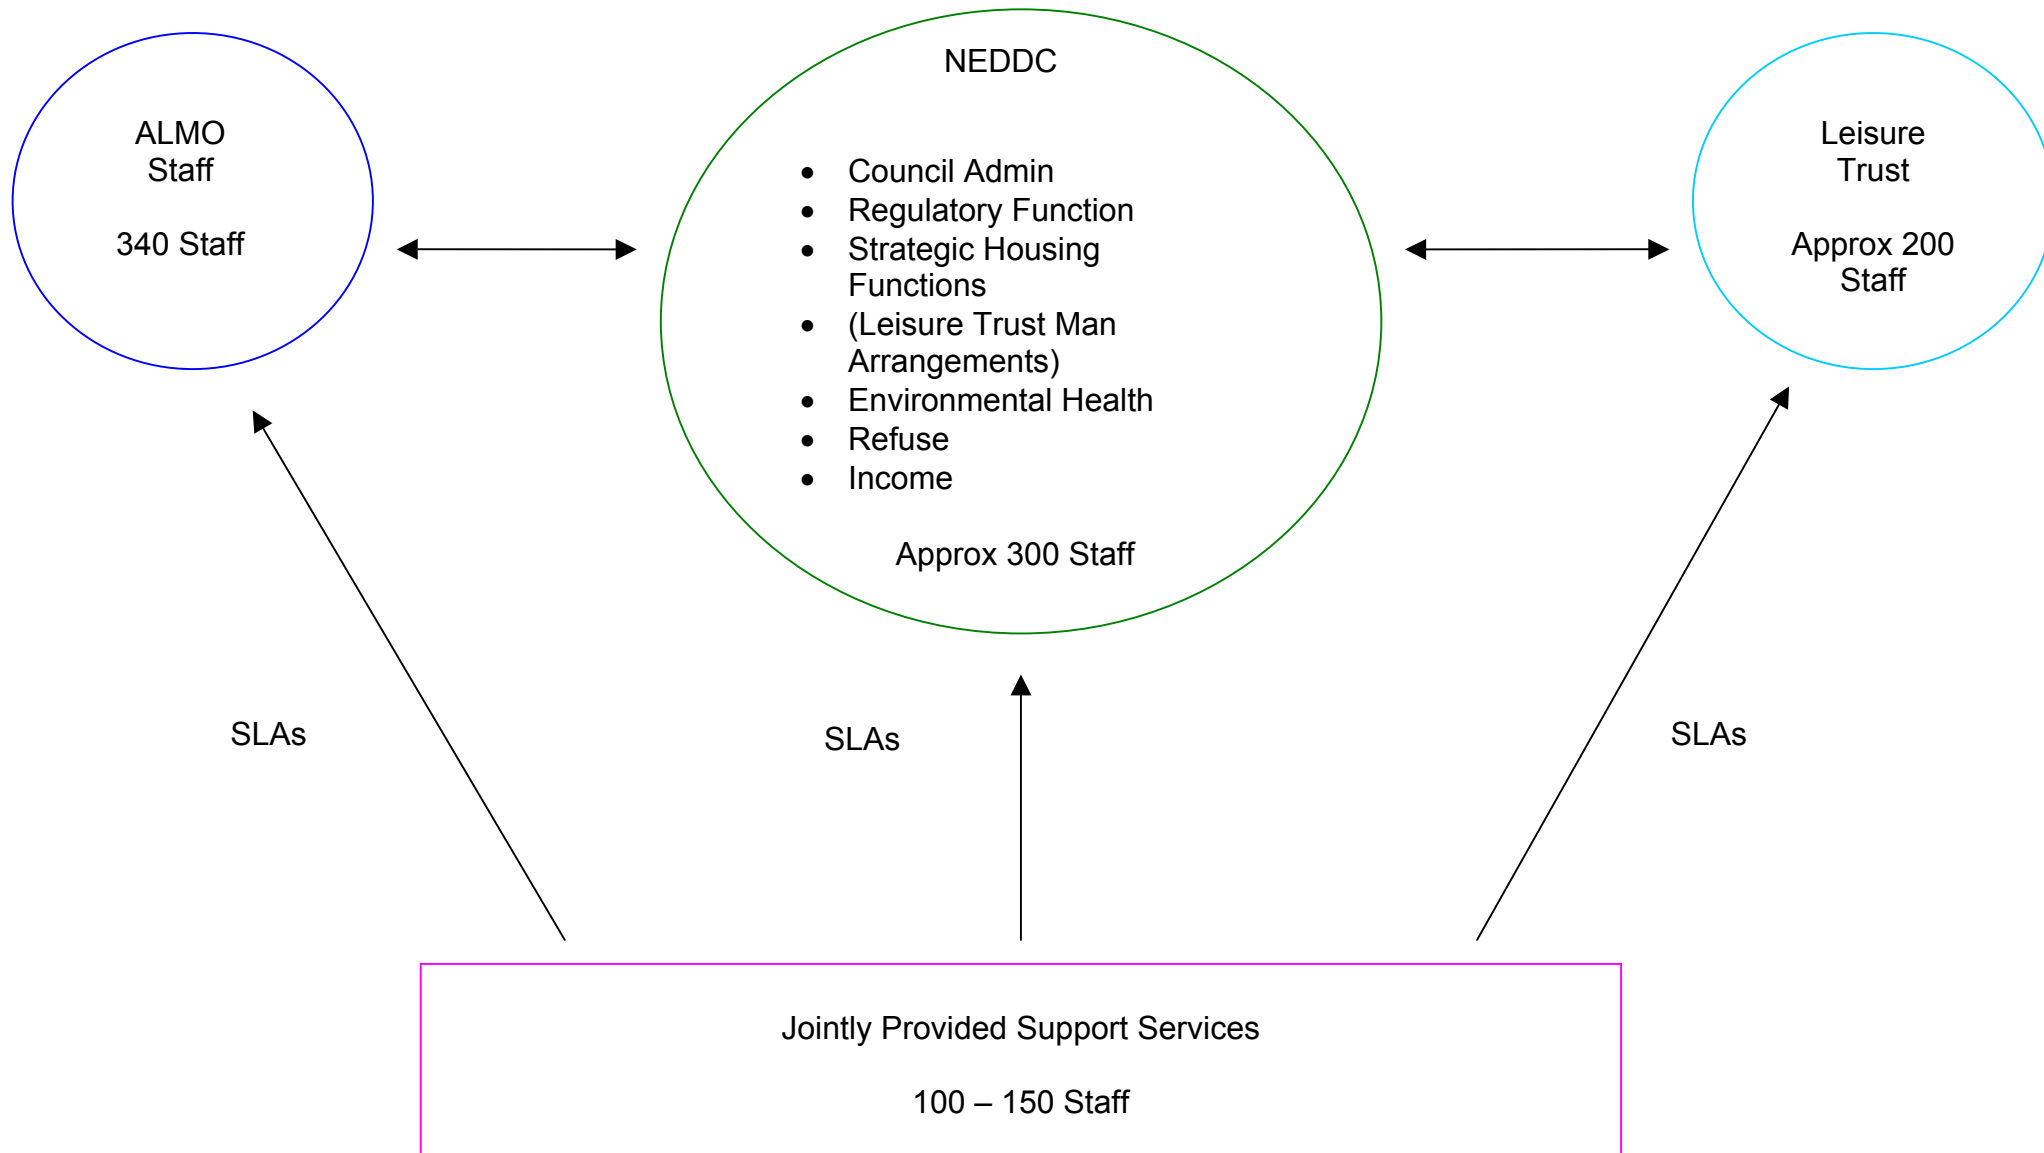 ALMO
Staff
340 Staff
NEDDC
• Council Admin
• Regulatory Function
• Strategic Housing
Functions
• (Leisure Trust Man
Arrangements)
• Environmental Health
• Refuse
• Income
Approx 300 Staff
Leisure
Trust
Approx 200
Staff
SLAs
SLAs
SLAs
Jointly Provided Support Services
100 – 150 Staff